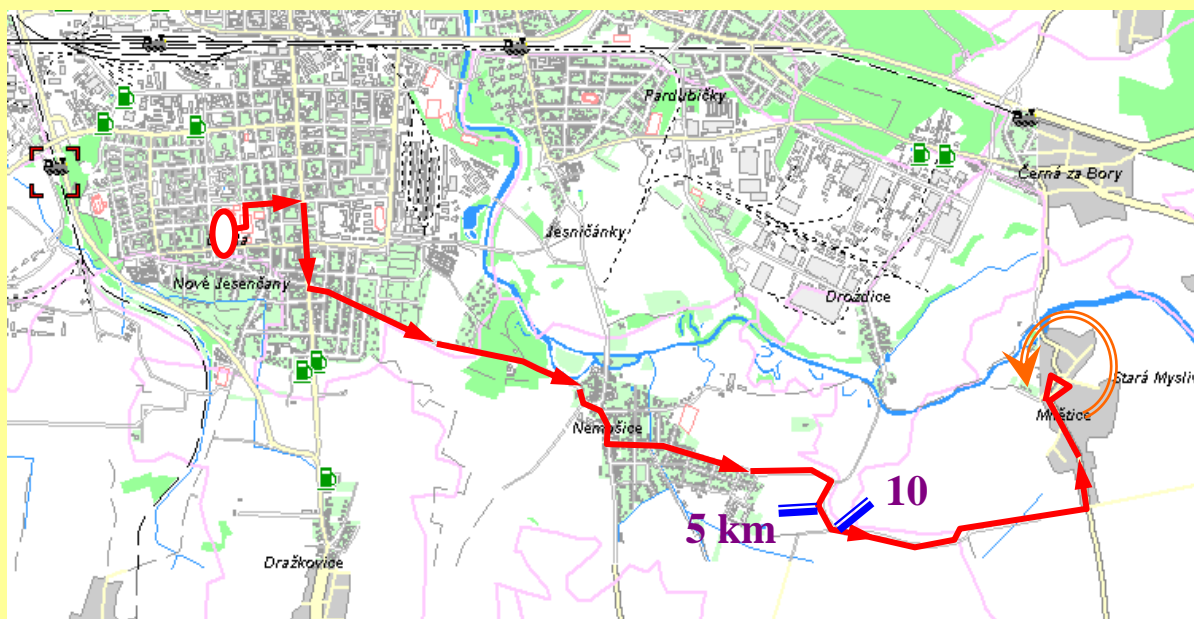 Pardubičky
Černá za Bory
Jesničánky
Nové Jesenčany
Drozdice
Stará Mysliv
Mnětice
Nemošice
10
5 km
Dražkovice